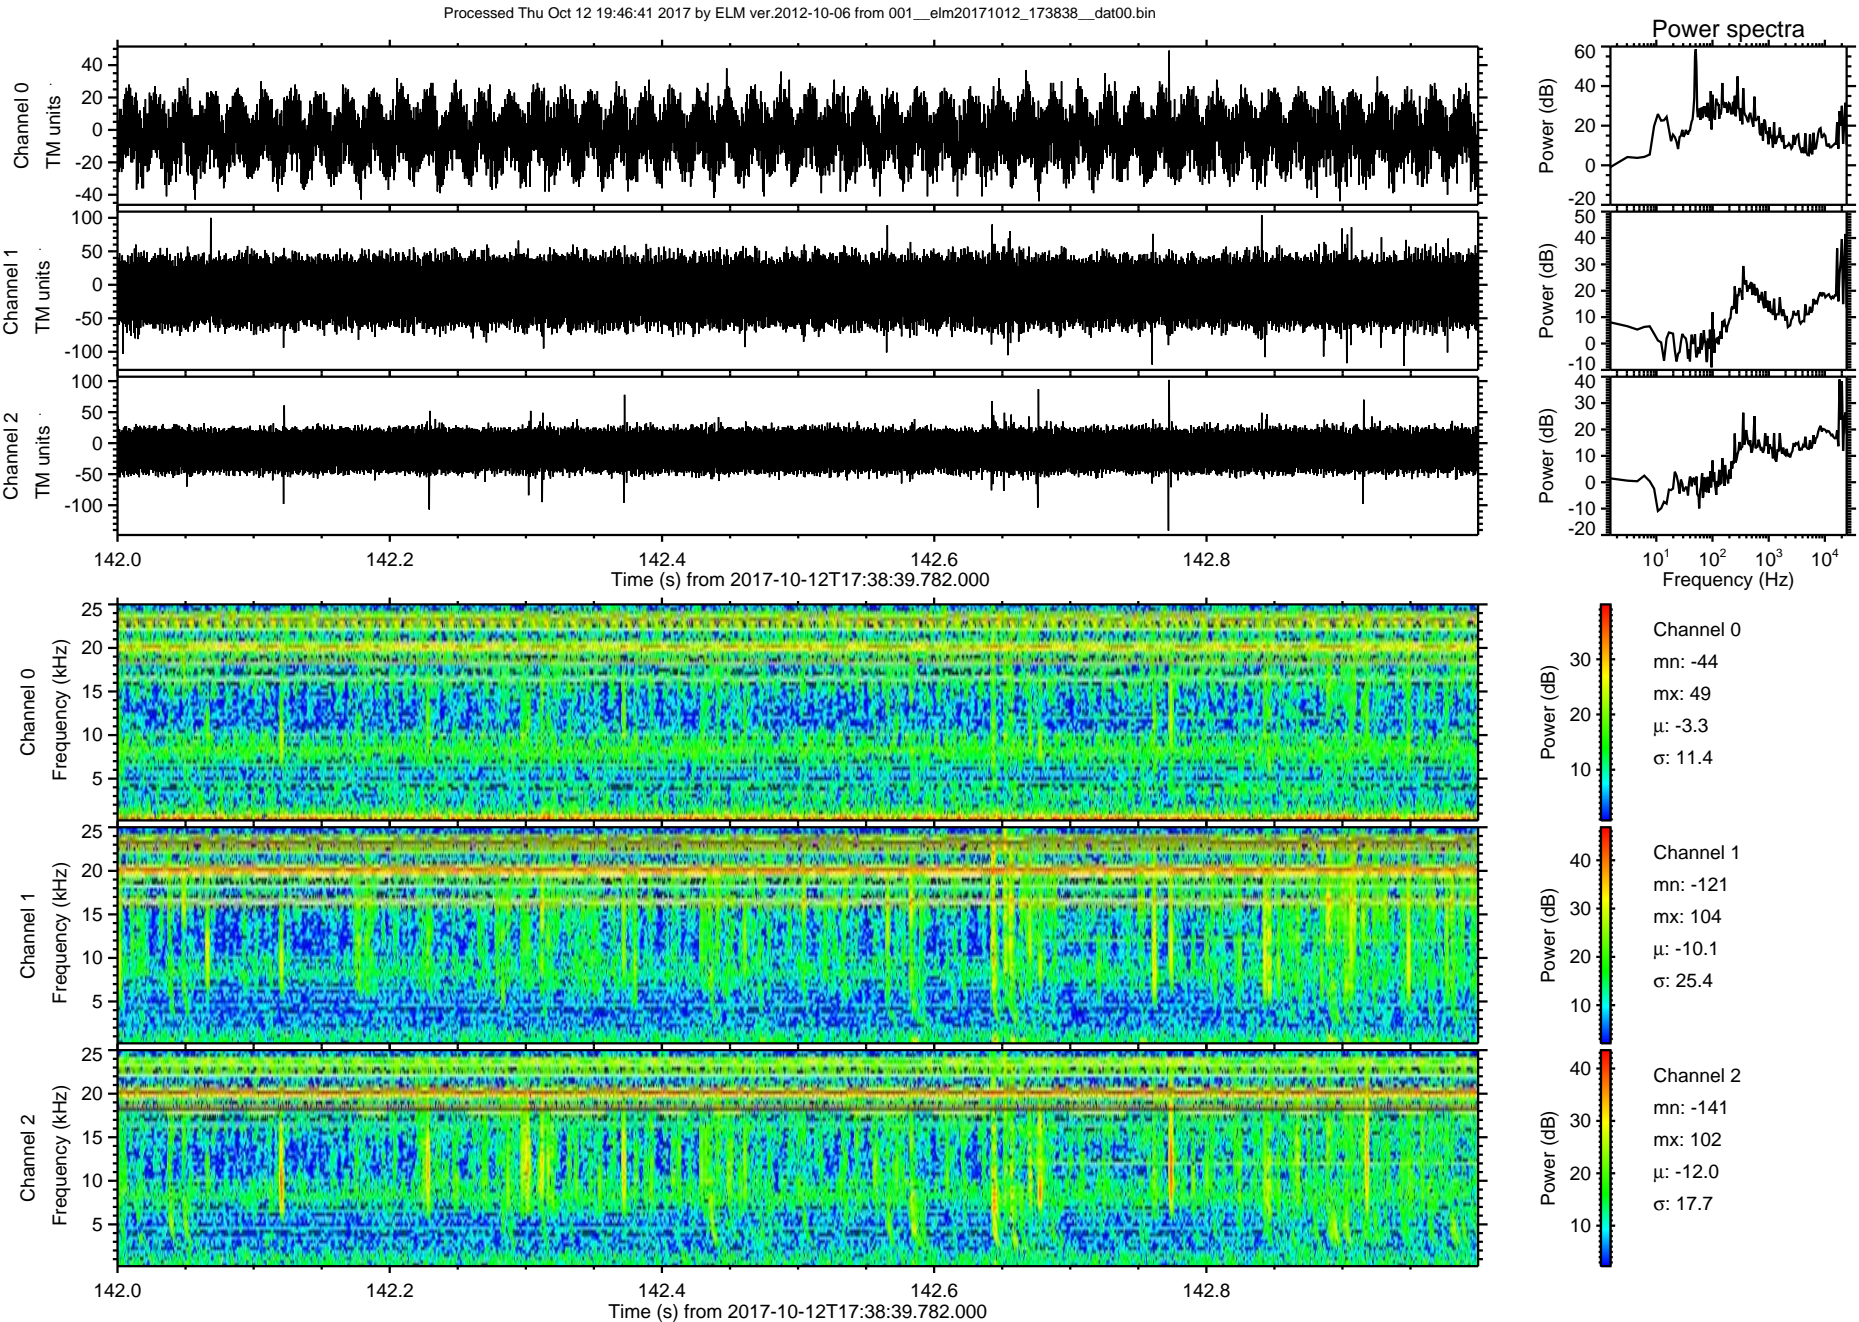 Processed Thu Oct 12 19:46:41 2017 by ELM ver.2012-10-06 from 001__elm20171012_173838__dat00.bin
Power spectra
Channel 0
TM units
40
20
0
-20
-40
Power (dB)
60
40
20
0
-20
Channel 1
TM units
100
50
0
-50
-100
Power (dB)
50
40
30
20
10
0
-10
Channel 2
TM units
100
50
0
-50
-100
Power (dB)
40
30
20
10
0
-10
-20
142.0 142.2 142.4 142.6 142.8
Time (s) from 2017-10-12T17:38:39.782.000
10^1 10^2 10^3 10^4
Frequency (Hz)
Channel 0
Frequency (kHz)
25
20
15
10
5
Power (dB)
30
20
10
Channel 0
mn: -44
mx: 49
μ: -3.3
σ: 11.4
Channel 1
Frequency (kHz)
25
20
15
10
5
Power (dB)
40
30
20
10
Channel 1
mn: -121
mx: 104
μ: -10.1
σ: 25.4
Channel 2
Frequency (kHz)
25
20
15
10
5
Power (dB)
40
30
20
10
Channel 2
mn: -141
mx: 102
μ: -12.0
σ: 17.7
142.0 142.2 142.4 142.6 142.8
Time (s) from 2017-10-12T17:38:39.782.000